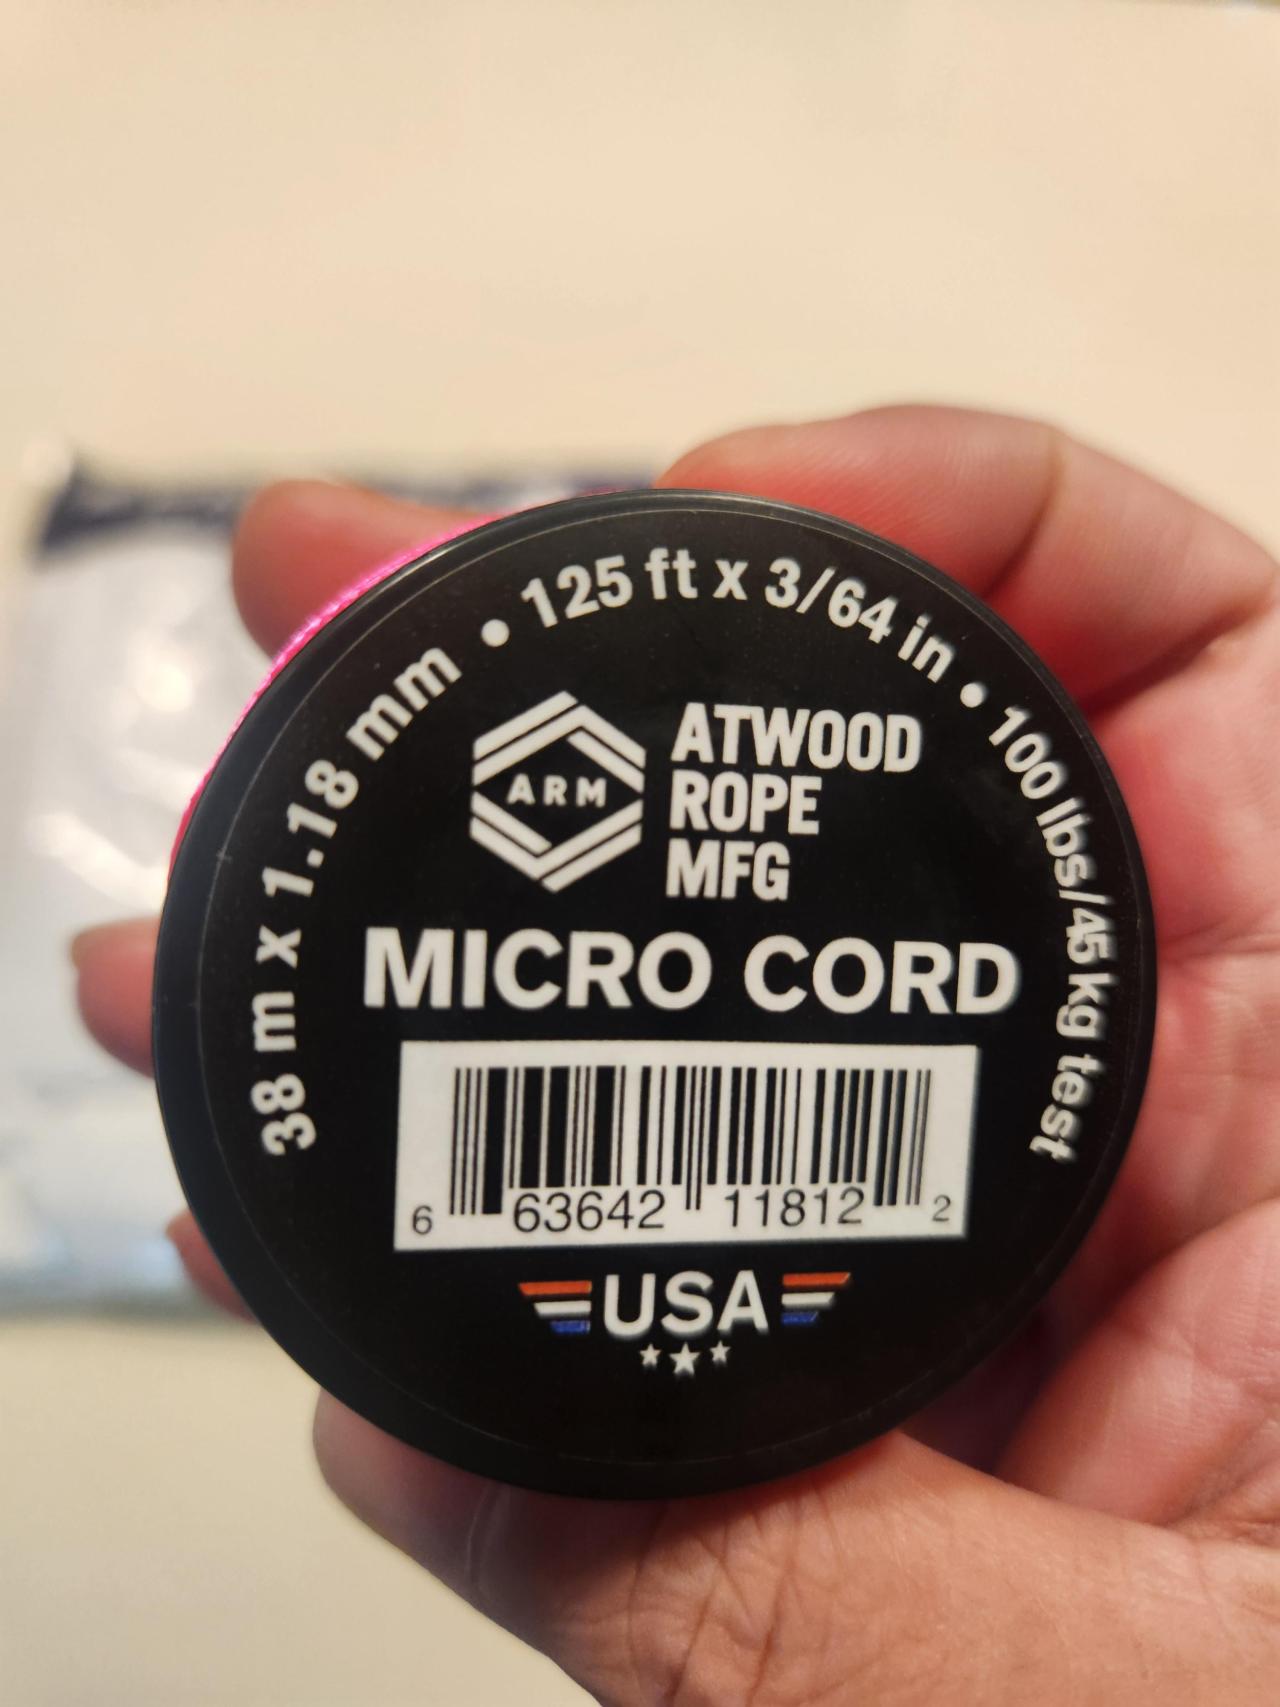 38 m x 1.18 mm • 125 ft x 3/64 in • 100 lbs/45 kg test
ARM
ATWOOD
ROPE
MFG
MICRO CORD
6 63642 11812 2
USA